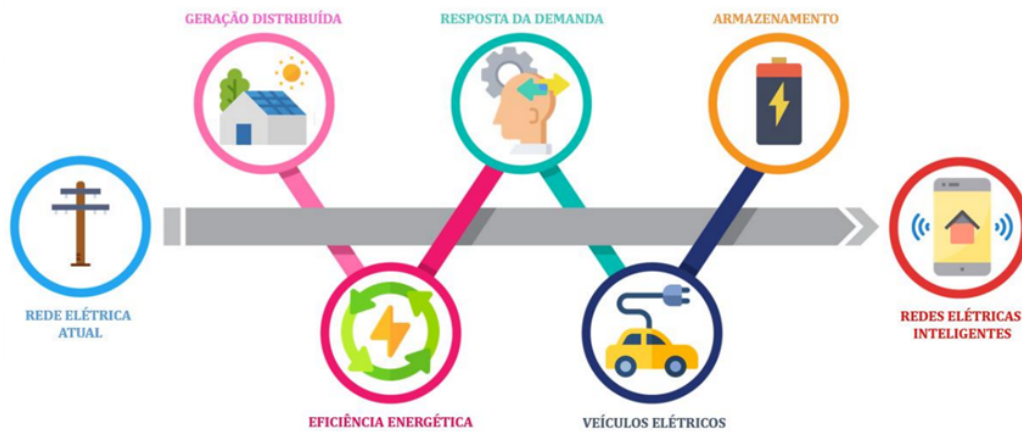 GERAÇÃO DISTRIBUÍDA
RESPOSTA DA DEMANDA
ARMAZENAMENTO
REDE ELÉTRICA
ATUAL
REDES ELÉTRICAS
INTELIGENTES
EFICIÊNCIA ENERGÉTICA
VEÍCULOS ELÉTRICOS